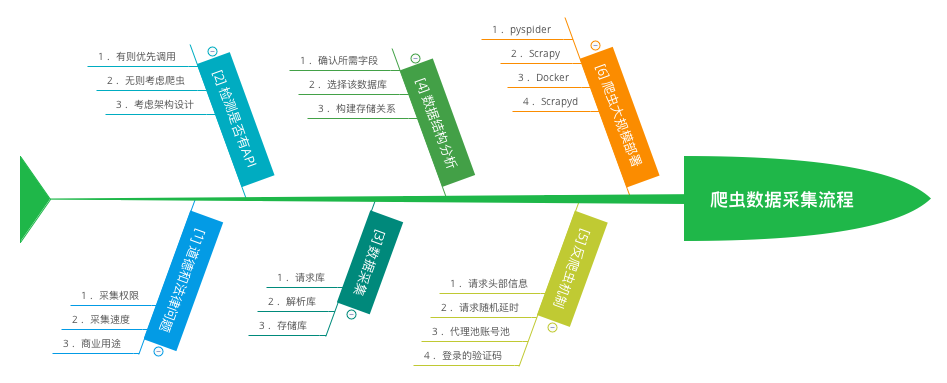 1． pyspider
2． Scrapy
3． Docker
4． Scrapyd
[6] 爬虫大规模部署
1． 有则优先调用
2． 无则考虑爬虫
3． 考虑架构设计
[2] 检测是否有API
1． 确认所需字段
2． 选择该数据库
3． 构建存储关系
[4] 数据结构分析
爬虫数据采集流程
[1] 道德和法律问题
1． 采集权限
2． 采集速度
3． 商业用途
[3] 数据采集
1． 请求库
2． 解析库
3． 存储库
[5] 反爬虫机制
1． 请求头部信息
2． 请求随机延时
3． 代理池账号池
4． 登录的验证码